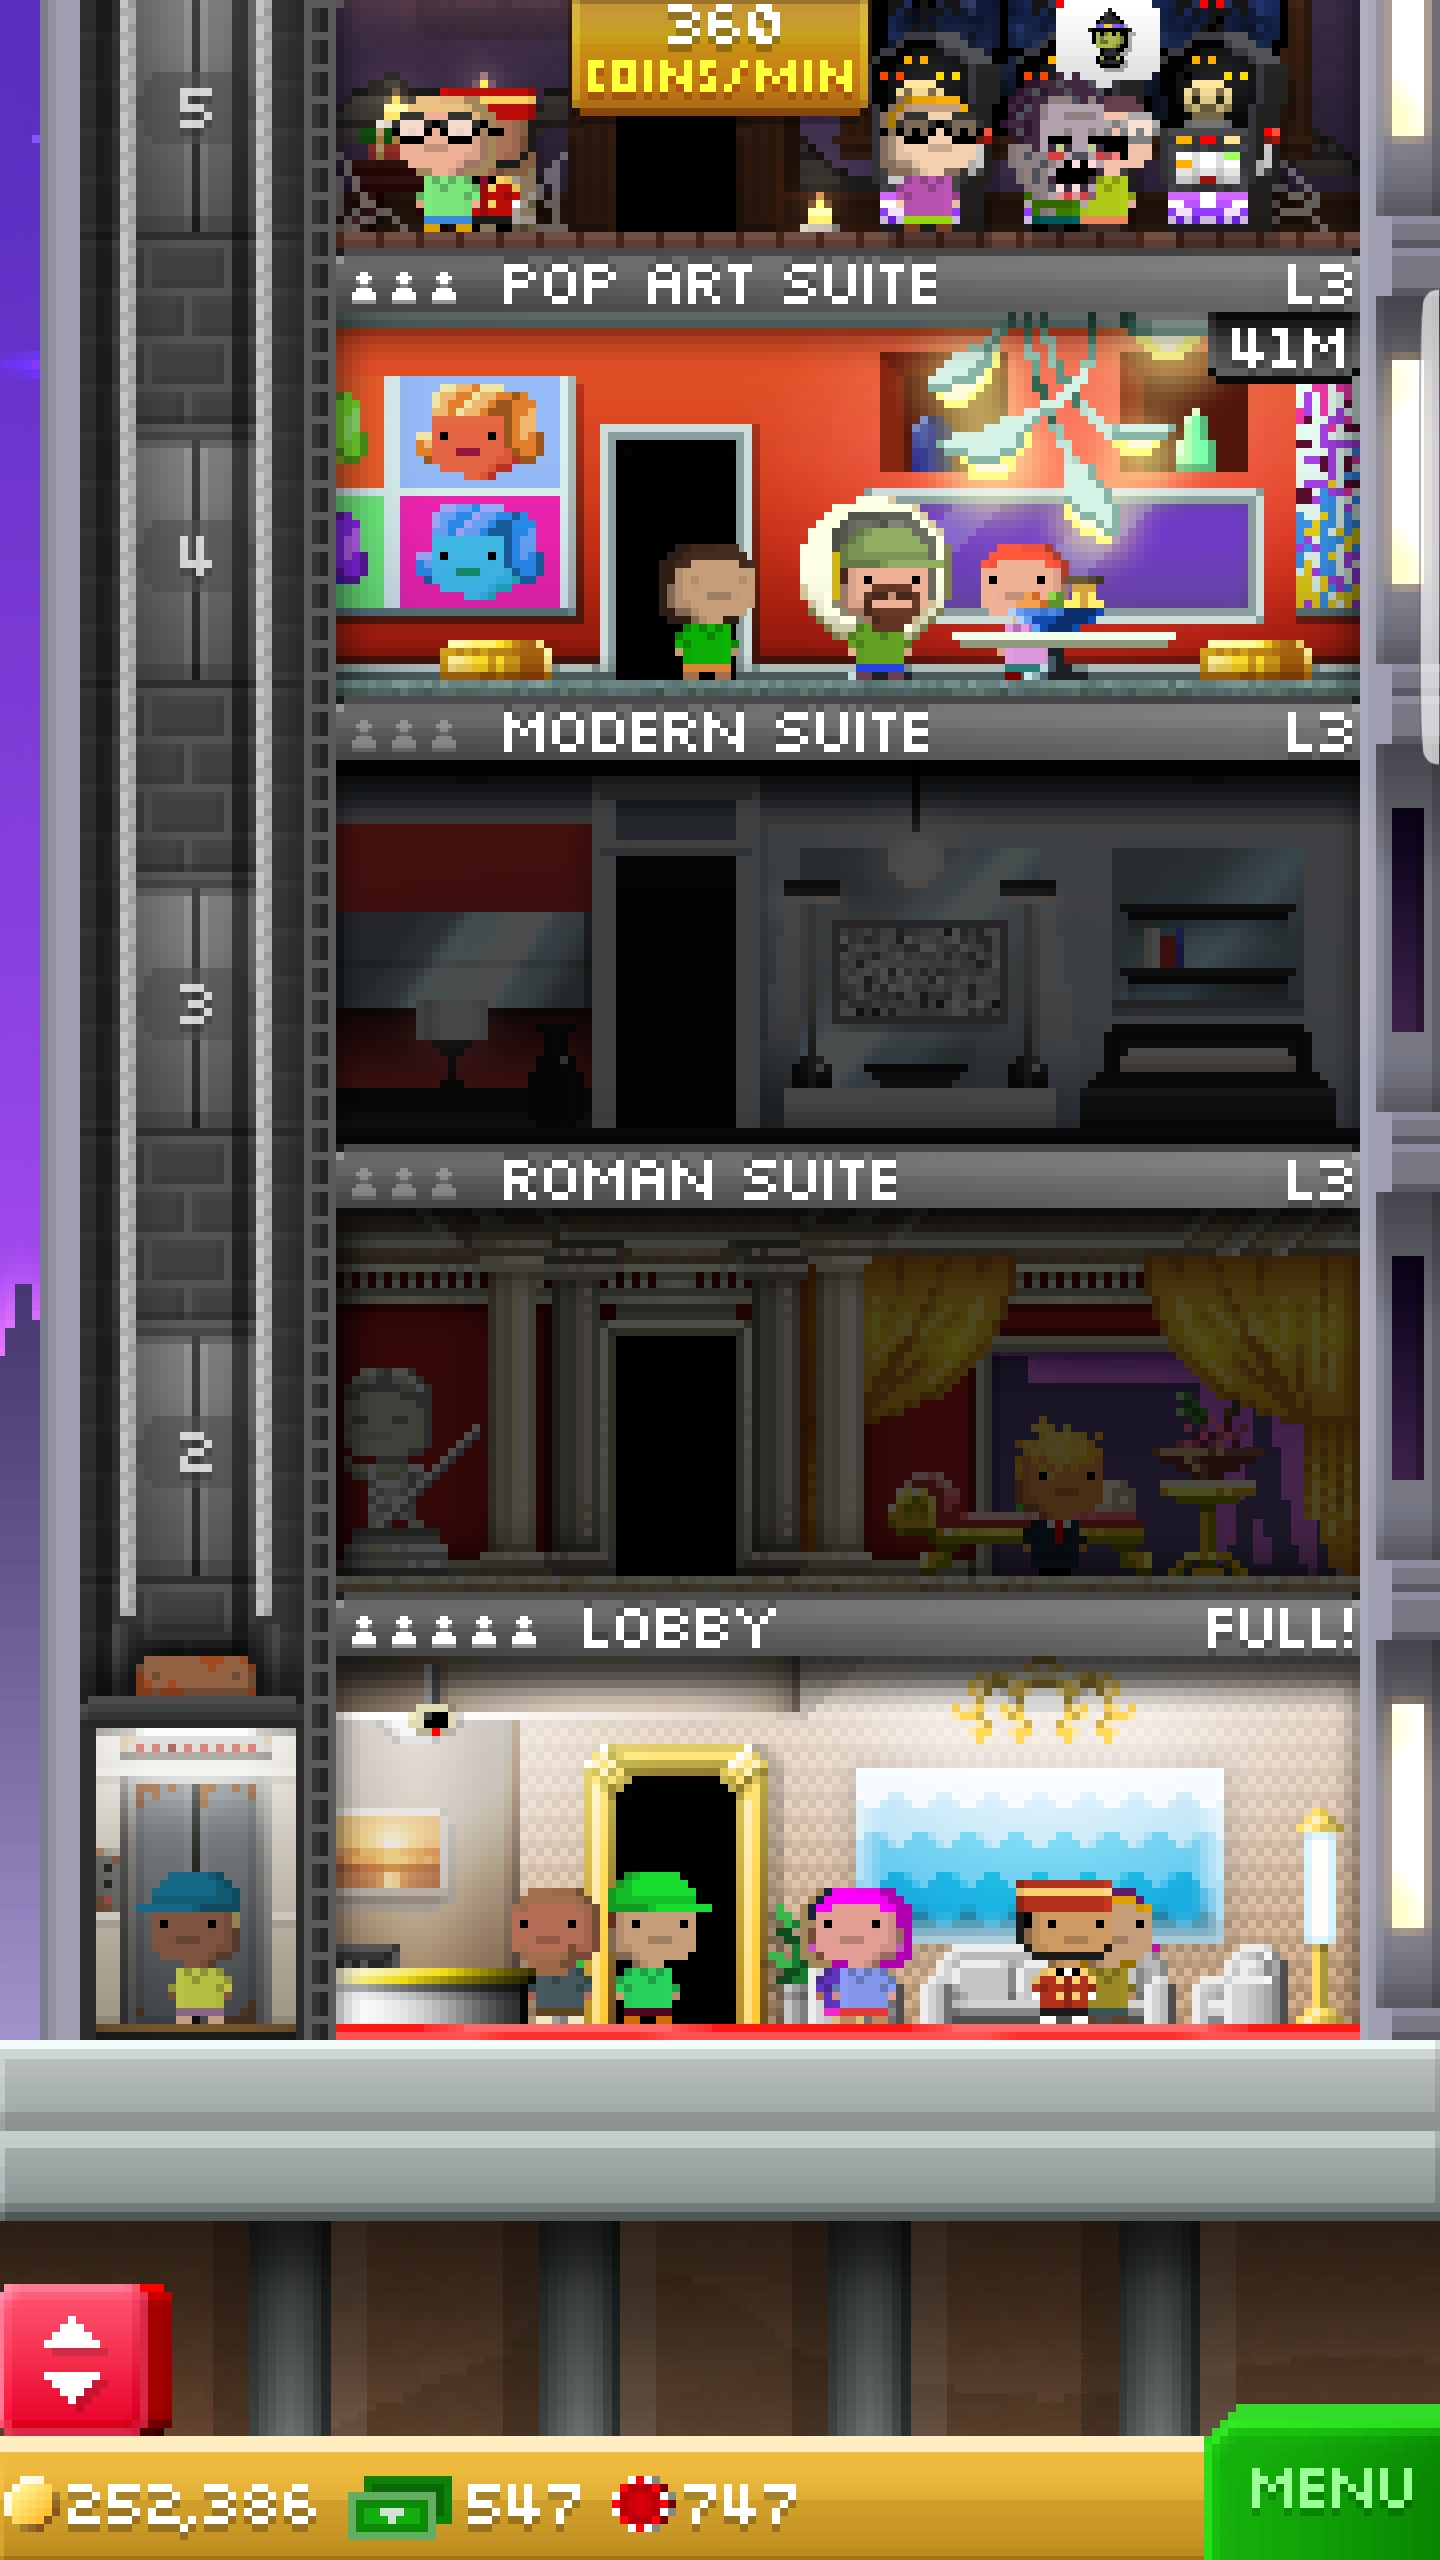 360
COINS/MIN
5
POP ART SUITE L3
41M
4
MODERN SUITE L3
3
ROMAN SUITE L3
2
LOBBY FULL!
252,386 547 747
MENU